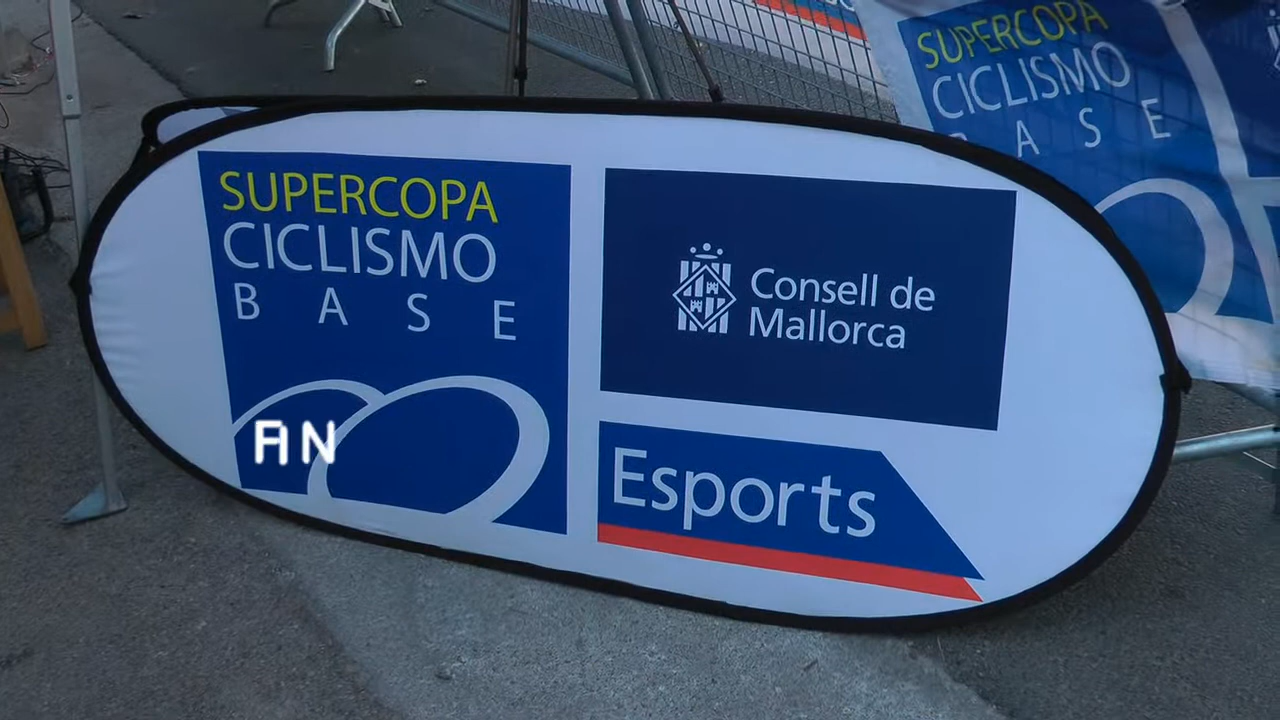 SUPERCOPA
CICLISMO
BASE
Consell de
Mallorca
Esports
SUPERCOPA
CICLISMO
BASE